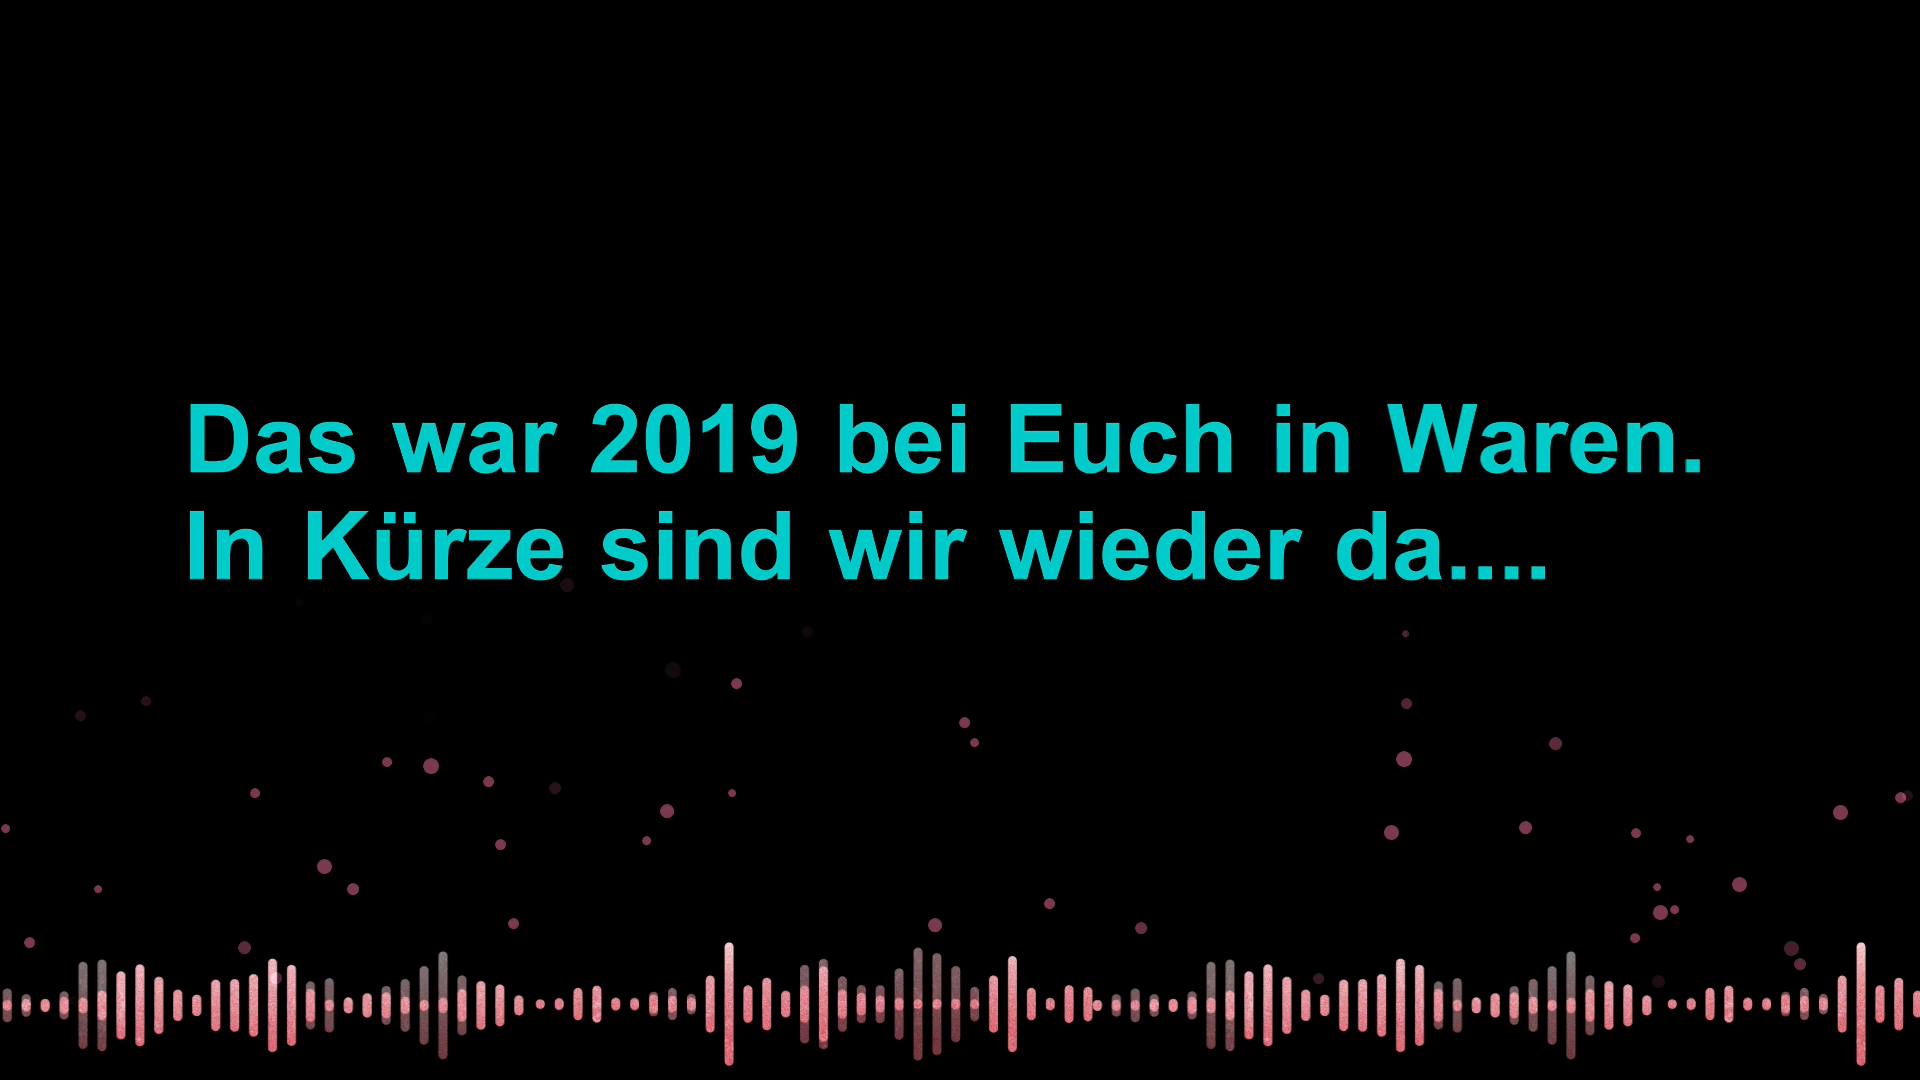 Das war 2019 bei Euch in Waren.
In Kürze sind wir wieder da....